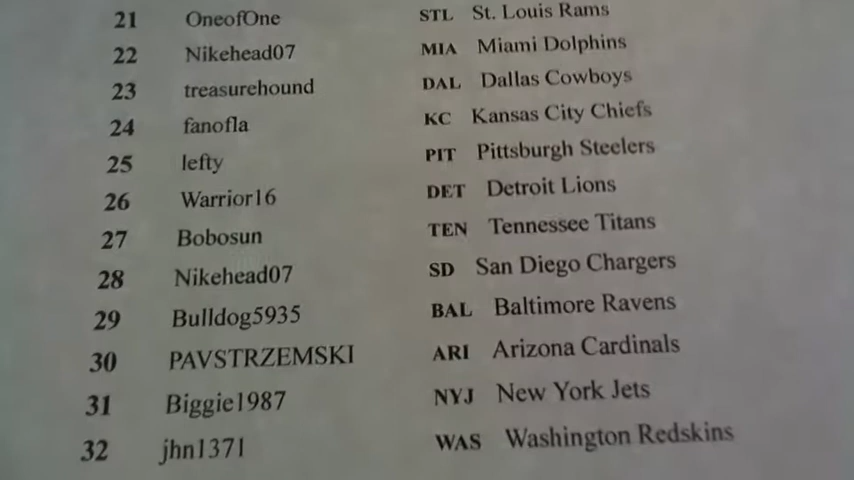 21 OneofOne STL St. Louis Rams
22 Nikehead07 MIA Miami Dolphins
23 treasurehound DAL Dallas Cowboys
24 fanofla KC Kansas City Chiefs
25 lefty PIT Pittsburgh Steelers
26 Warrior16 DET Detroit Lions
27 Bobosun TEN Tennessee Titans
28 Nikehead07 SD San Diego Chargers
29 Bulldog5935 BAL Baltimore Ravens
30 PAVSTRZEMSKI ARI Arizona Cardinals
31 Biggie1987 NYJ New York Jets
32 jhn1371 WAS Washington Redskins